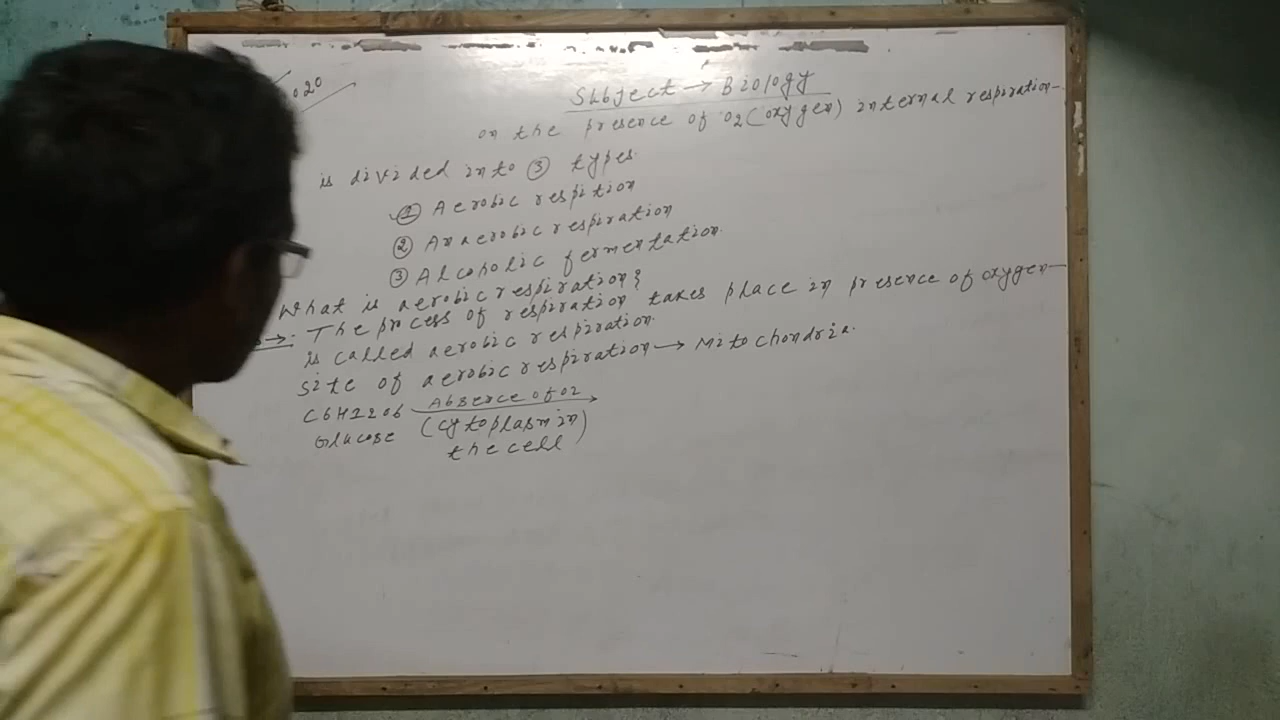 020
Subject → Biology
on the presence of O2 (oxygen) internal respiration-
is divided into ③ types.
① Aerobic respition
② Anaerobic respiration
③ Alcoholic fermentation.
What is aerobic respiration?
→: The process of respiration takes place in presence of oxygen-
is called aerobic respiration.
Site of aerobic respiration → Mitochondria.
C6H12O6 Absence of O2 →
Glucose (cytoplasm in
the cell)